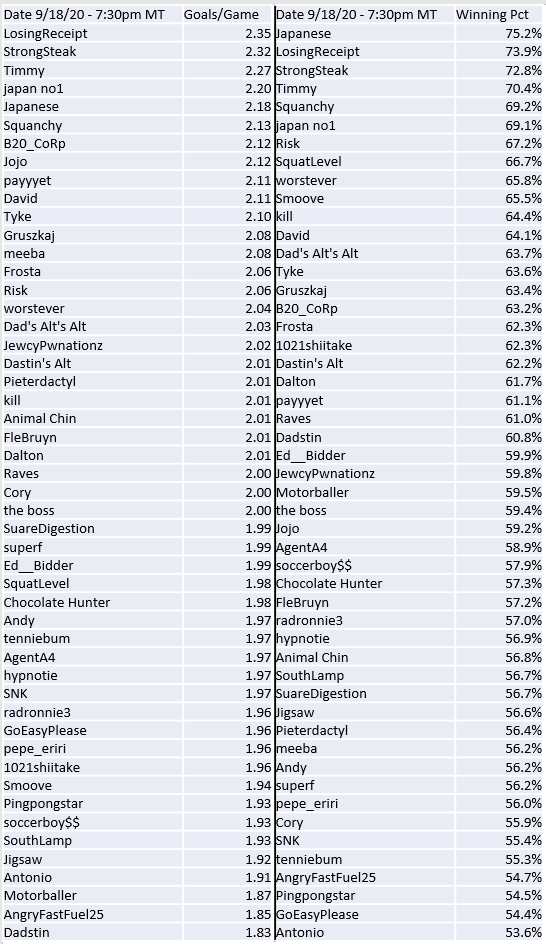 Date 9/18/20 - 7:30pm MT Goals/Game Date 9/18/20 - 7:30pm MT Winning Pct
LosingReceipt 2.35 Japanese 75.2%
StrongSteak 2.32 LosingReceipt 73.9%
Timmy 2.27 StrongSteak 72.8%
japan no1 2.20 Timmy 70.4%
Japanese 2.18 Squanchy 69.2%
Squanchy 2.13 japan no1 69.1%
B20_CoRp 2.12 Risk 67.2%
Jojo 2.12 SquatLevel 66.7%
payyyet 2.11 worstever 65.8%
David 2.11 Smoove 65.5%
Tyke 2.10 kill 64.4%
Gruszkaj 2.08 David 64.1%
meeba 2.08 Dad's Alt's Alt 63.7%
Frosta 2.06 Tyke 63.6%
Risk 2.06 Gruszkaj 63.4%
worstever 2.04 B20_CoRp 63.2%
Dad's Alt's Alt 2.03 Frosta 62.3%
JewcyPwnationz 2.02 1021shiitake 62.3%
Dastin's Alt 2.01 Dastin's Alt 62.2%
Pieterdactyl 2.01 Dalton 61.7%
kill 2.01 payyyet 61.1%
Animal Chin 2.01 Raves 61.0%
FleBruyn 2.01 Dadstin 60.8%
Dalton 2.01 Ed__Bidder 59.9%
Raves 2.00 JewcyPwnationz 59.8%
Cory 2.00 Motorballer 59.5%
the boss 2.00 the boss 59.4%
SuareDigestion 1.99 Jojo 59.2%
superf 1.99 AgentA4 58.9%
Ed__Bidder 1.99 soccerboy$$ 57.9%
SquatLevel 1.98 Chocolate Hunter 57.3%
Chocolate Hunter 1.98 FleBruyn 57.2%
Andy 1.97 radronnie3 57.0%
tenniebum 1.97 hypnotie 56.9%
AgentA4 1.97 Animal Chin 56.8%
hypnotie 1.97 SouthLamp 56.7%
SNK 1.97 SuareDigestion 56.7%
radronnie3 1.96 Jigsaw 56.6%
GoEasyPlease 1.96 Pieterdactyl 56.4%
pepe_eriri 1.96 meeba 56.2%
1021shiitake 1.96 Andy 56.2%
Smoove 1.94 superf 56.2%
Pingpongstar 1.93 pepe_eriri 56.0%
soccerboy$$ 1.93 Cory 55.9%
SouthLamp 1.93 SNK 55.4%
Jigsaw 1.92 tenniebum 55.3%
Antonio 1.91 AngryFastFuel25 54.7%
Motorballer 1.87 Pingpongstar 54.5%
AngryFastFuel25 1.85 GoEasyPlease 54.4%
Dadstin 1.83 Antonio 53.6%